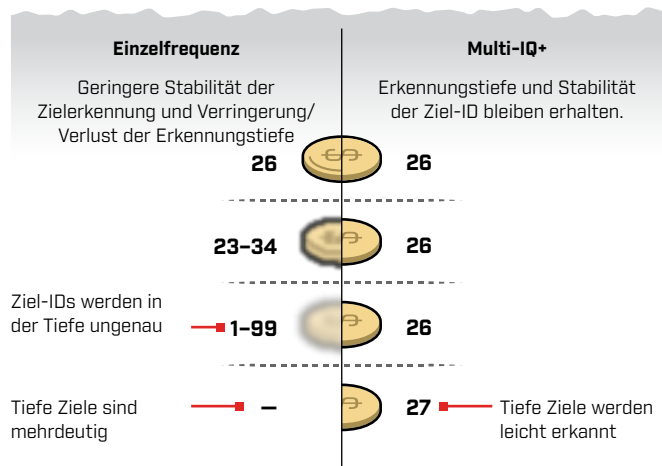 Einzelfrequenz
Geringere Stabilität der
Zielerkennung und Verringerung/
Verlust der Erkennungstiefe
Multi-IQ+
Erkennungstiefe und Stabilität
der Ziel-ID bleiben erhalten.
26
26
23–34
26
Ziel-IDs werden in
der Tiefe ungenau
1–99
26
Tiefe Ziele sind
mehrdeutig
–
27
Tiefe Ziele werden
leicht erkannt